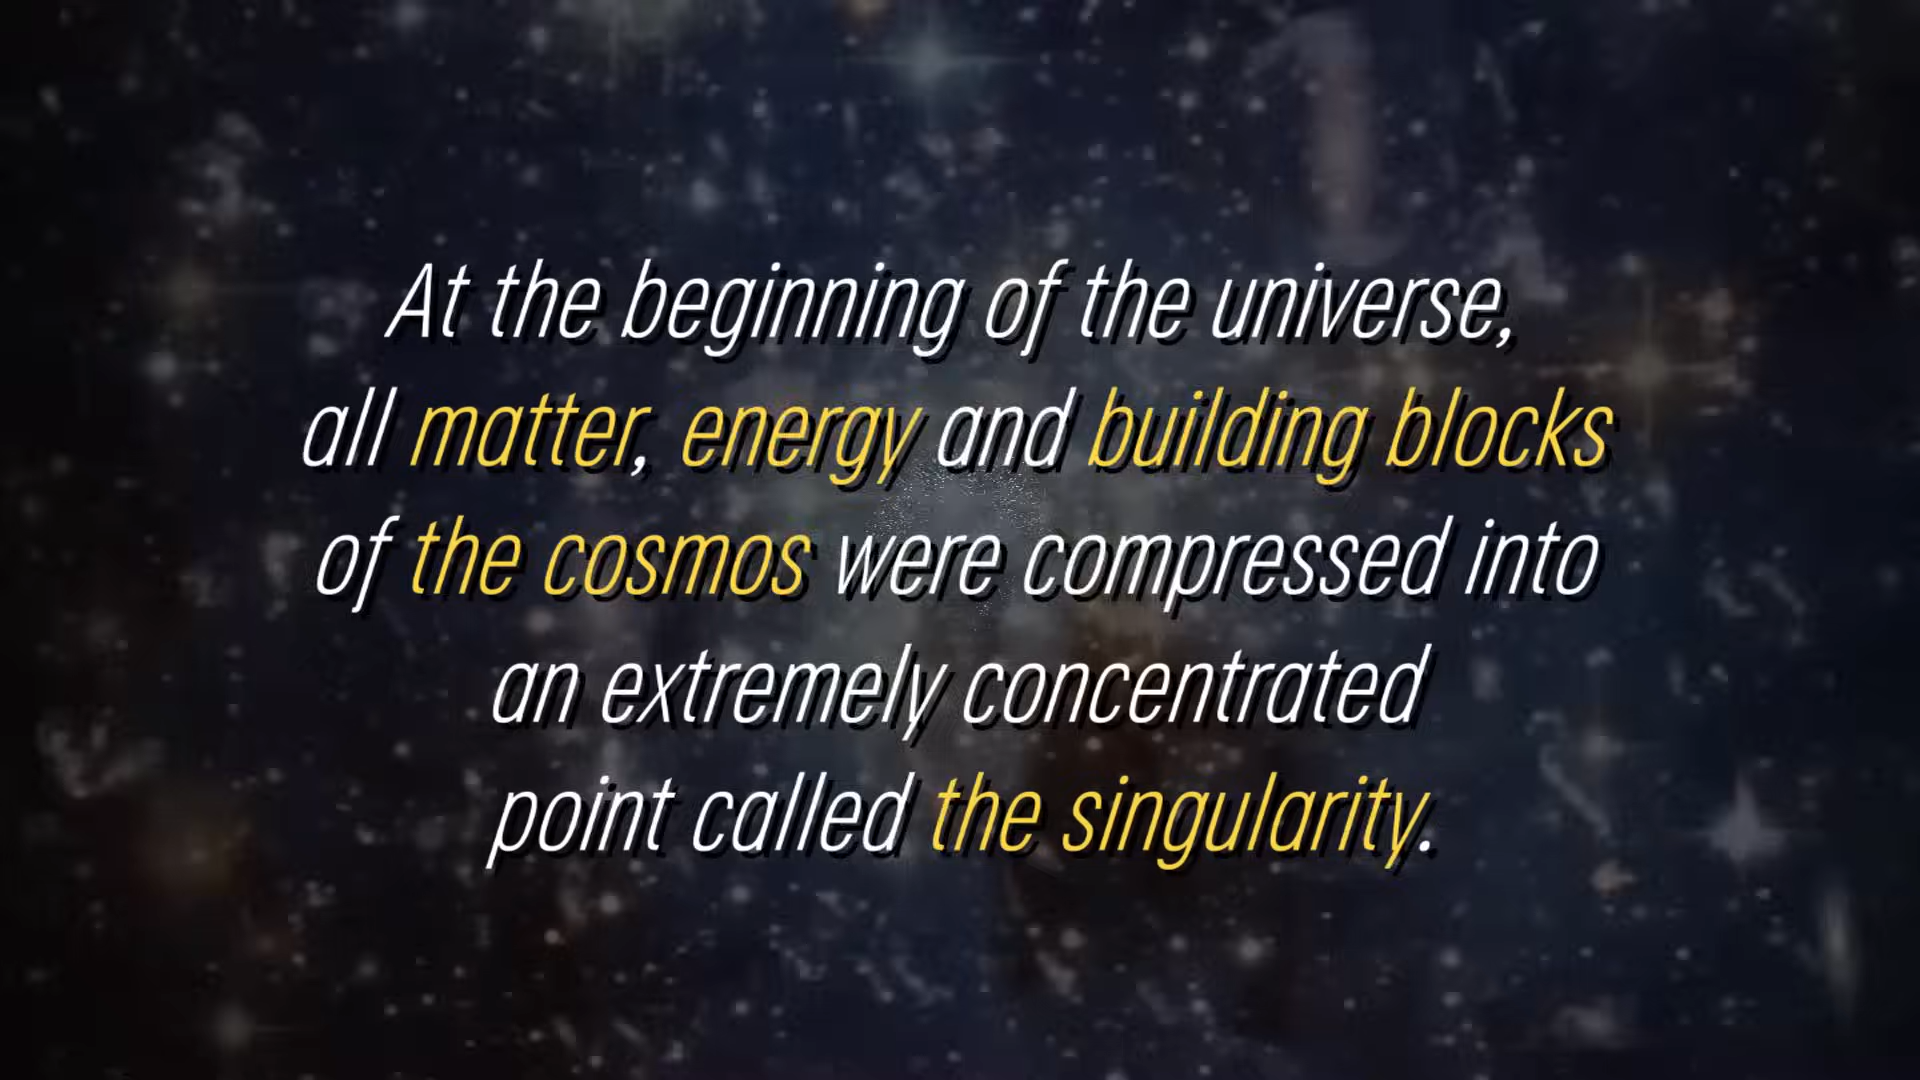 At the beginning of the universe,
all matter, energy and building blocks
of the cosmos were compressed into
an extremely concentrated
point called the singularity.